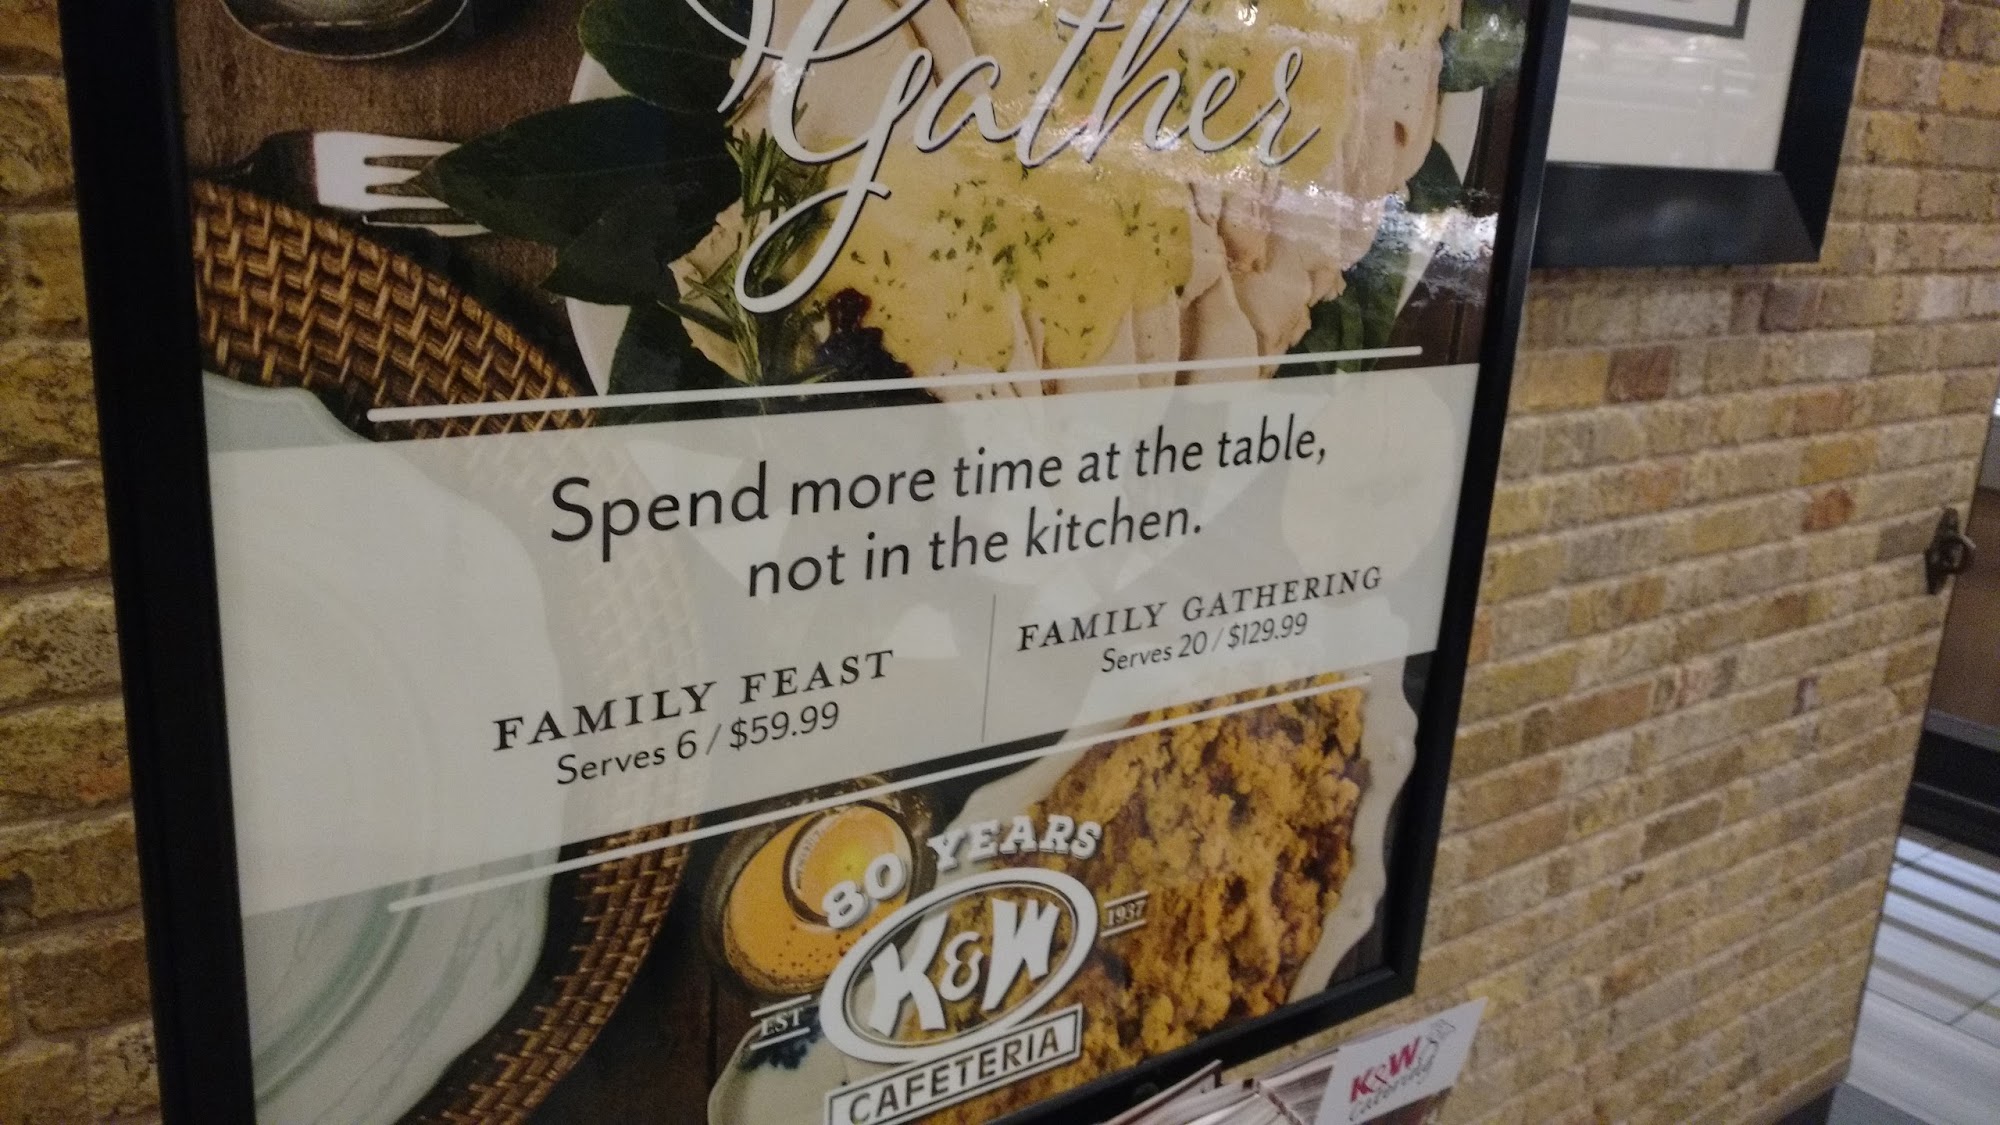 Gather
Spend more time at the table,
not in the kitchen.
FAMILY FEAST
Serves 6 / $59.99
FAMILY GATHERING
Serves 20 / $129.99
80 YEARS
K&W
EST 1937
CAFETERIA
K&W
Catering